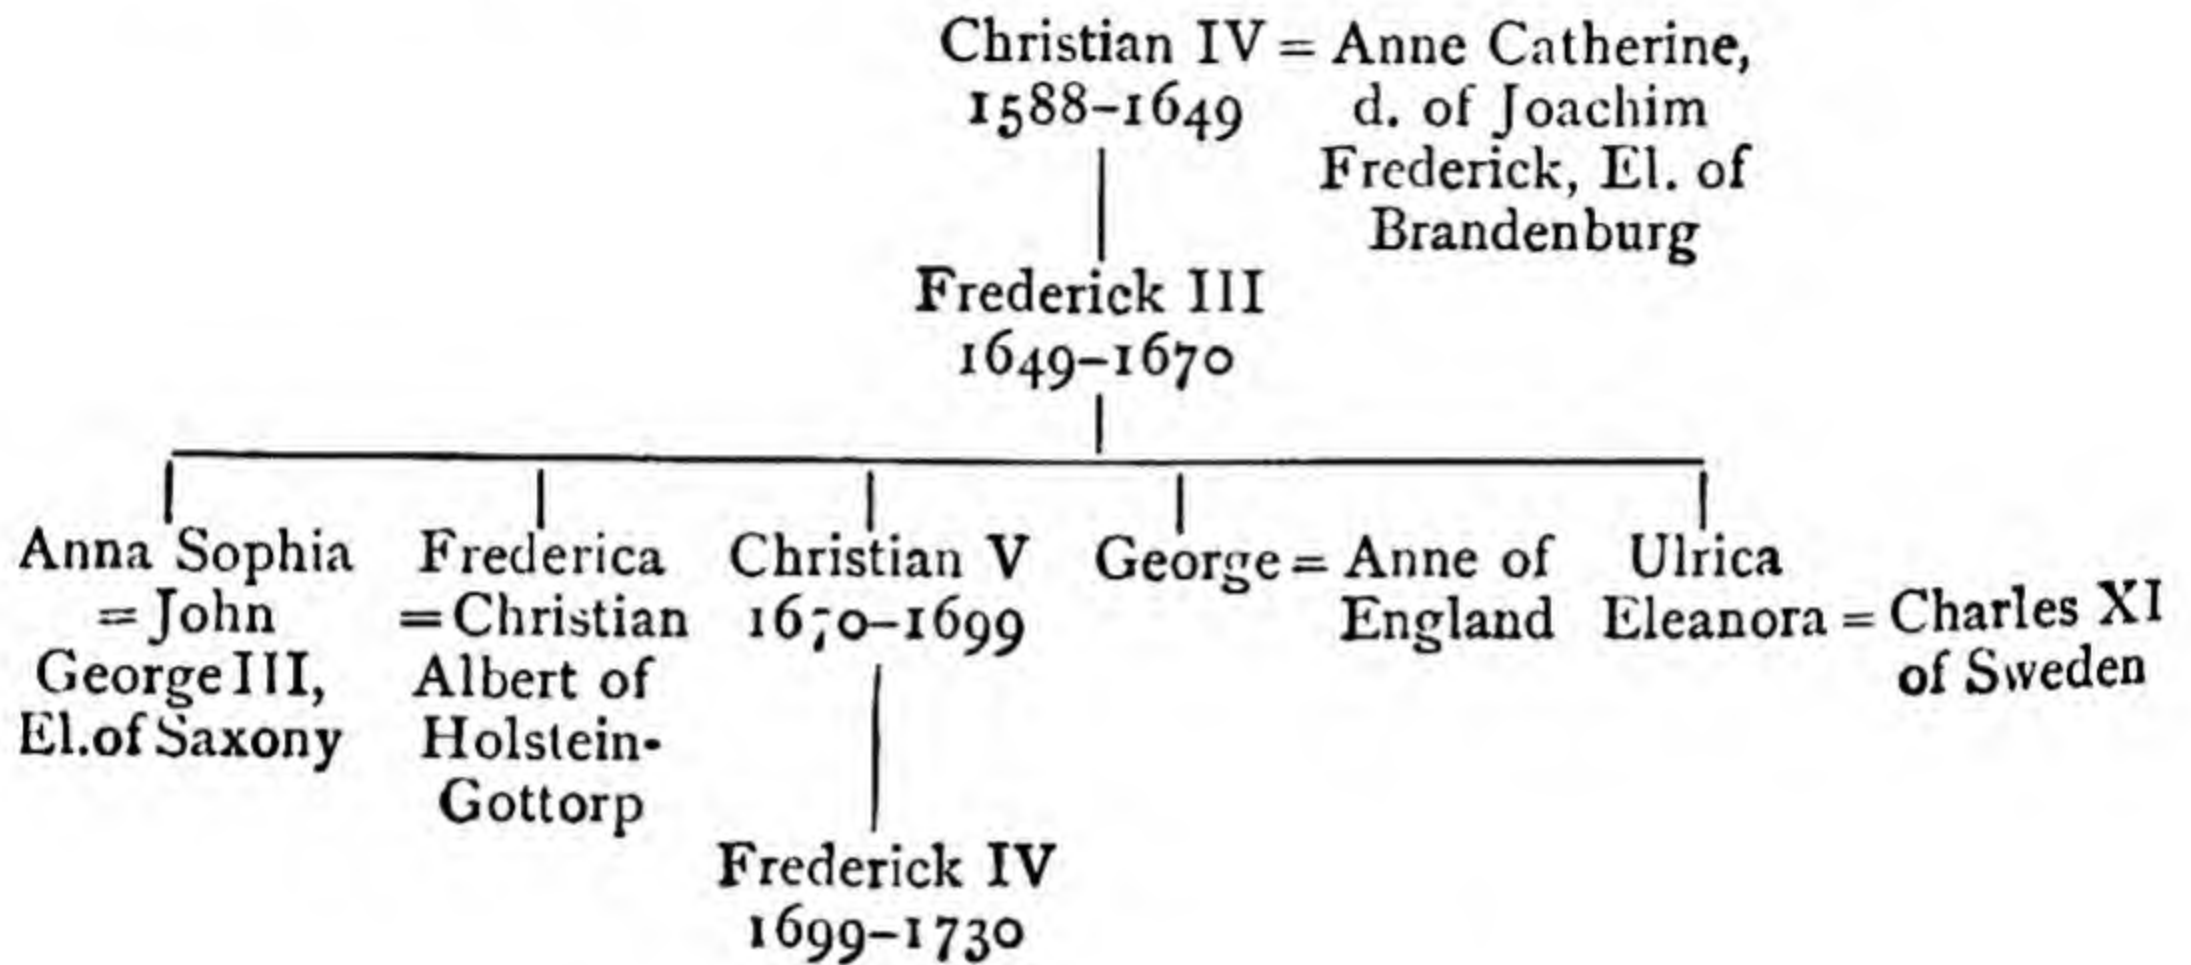 Christian IV = Anne Catherine,
1588–1649 d. of Joachim
Frederick, El. of
Brandenburg
Frederick III
1649–1670
Anna Sophia
= John
George III,
El. of Saxony
Frederica
= Christian
Albert of
Holstein-
Gottorp
Christian V
1670–1699
George = Anne of
England
Ulrica
Eleanora = Charles XI
of Sweden
Frederick IV
1699–1730